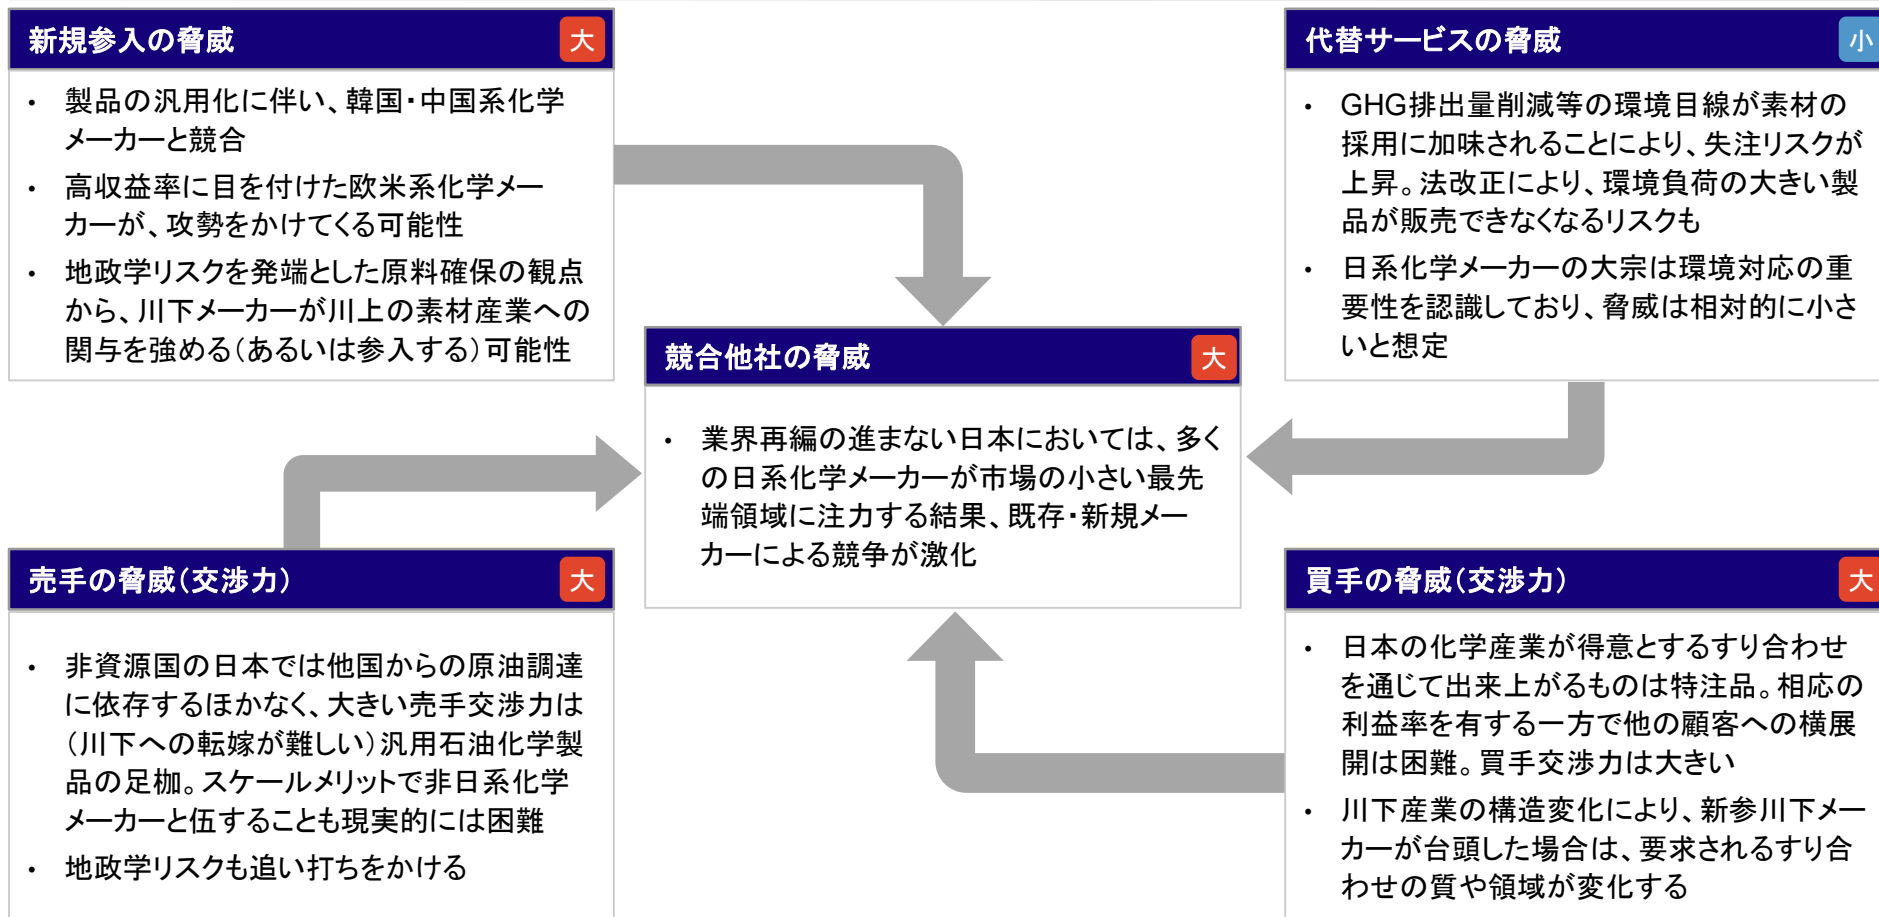 新規参入の脅威
大
・ 製品の汎用化に伴い、韓国・中国系化学
メーカーと競合
・ 高収益率に目を付けた欧米系化学メー
カーが、攻勢をかけてくる可能性
・ 地政学リスクを発端とした原料確保の観点
から、川下メーカーが川上の素材産業への
関与を強める（あるいは参入する）可能性
代替サービスの脅威
小
・ GHG排出量削減等の環境目線が素材の
採用に加味されることにより、失注リスクが
上昇。法改正により、環境負荷の大きい製
品が販売できなくなるリスクも
・ 日系化学メーカーの大宗は環境対応の重
要性を認識しており、脅威は相対的に小さ
いと想定
競合他社の脅威
大
・ 業界再編の進まない日本においては、多く
の日系化学メーカーが市場の小さい最先
端領域に注力する結果、既存・新規メー
カーによる競争が激化
売手の脅威（交渉力）
大
・ 非資源国の日本では他国からの原油調達
に依存するほかなく、大きい売手交渉力は
（川下への転嫁が難しい）汎用石油化学製
品の足枷。スケールメリットで非日系化学
メーカーと伍することも現実的には困難
・ 地政学リスクも追い打ちをかける
買手の脅威（交渉力）
大
・ 日本の化学産業が得意とするすり合わせ
を通じて出来上がるものは特注品。相応の
利益率を有する一方で他の顧客への横展
開は困難。買手交渉力は大きい
・ 川下産業の構造変化により、新参川下メー
カーが台頭した場合は、要求されるすり合
わせの質や領域が変化する